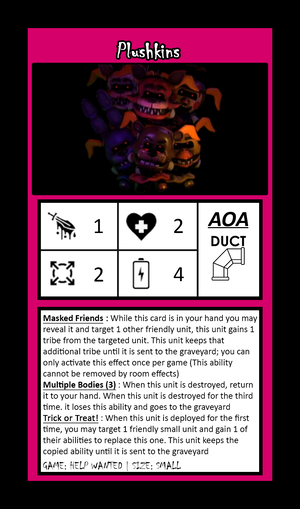 Plushkins
1
2
AOA
DUCT
2
4
Masked Friends : While this card is in your hand you may
reveal it and target 1 other friendly unit, this unit gains 1
tribe from the targeted unit. This unit keeps that
additional tribe until it is sent to the graveyard; you can
only activate this effect once per game (This ability
cannot be removed by room effects)
Multiple Bodies (3) : When this unit is destroyed, return
it to your hand. When this unit is destroyed for the third
time. it loses this ability and goes to the graveyard
Trick or Treat! : When this unit is deployed for the first
time, you may target 1 friendly small unit and gain 1 of
their abilities to replace this one. This unit keeps the
copied ability until it is sent to the graveyard
GAME: HELP WANTED | SIZE: SMALL